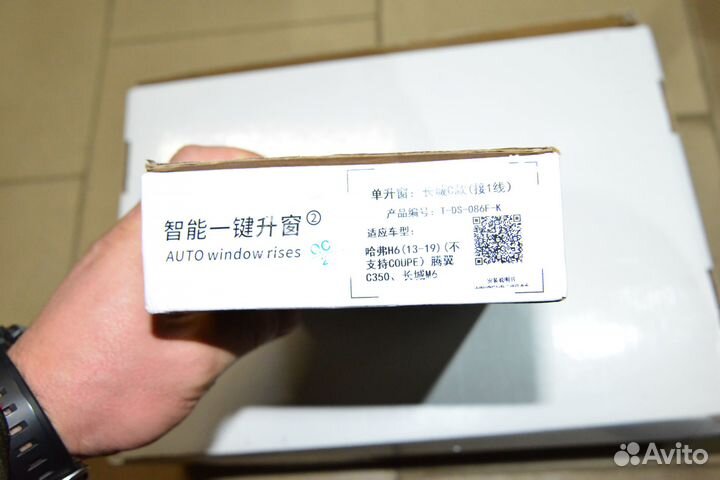 智能一键升窗②
AUTO window rises
QC
单升窗: 长城C款(接1线)
产品编号: T-DS-086F-K
适应车型:
哈弗H6(13-19)(不
支持COUPE) 腾翼
C350、长城M6
Avito